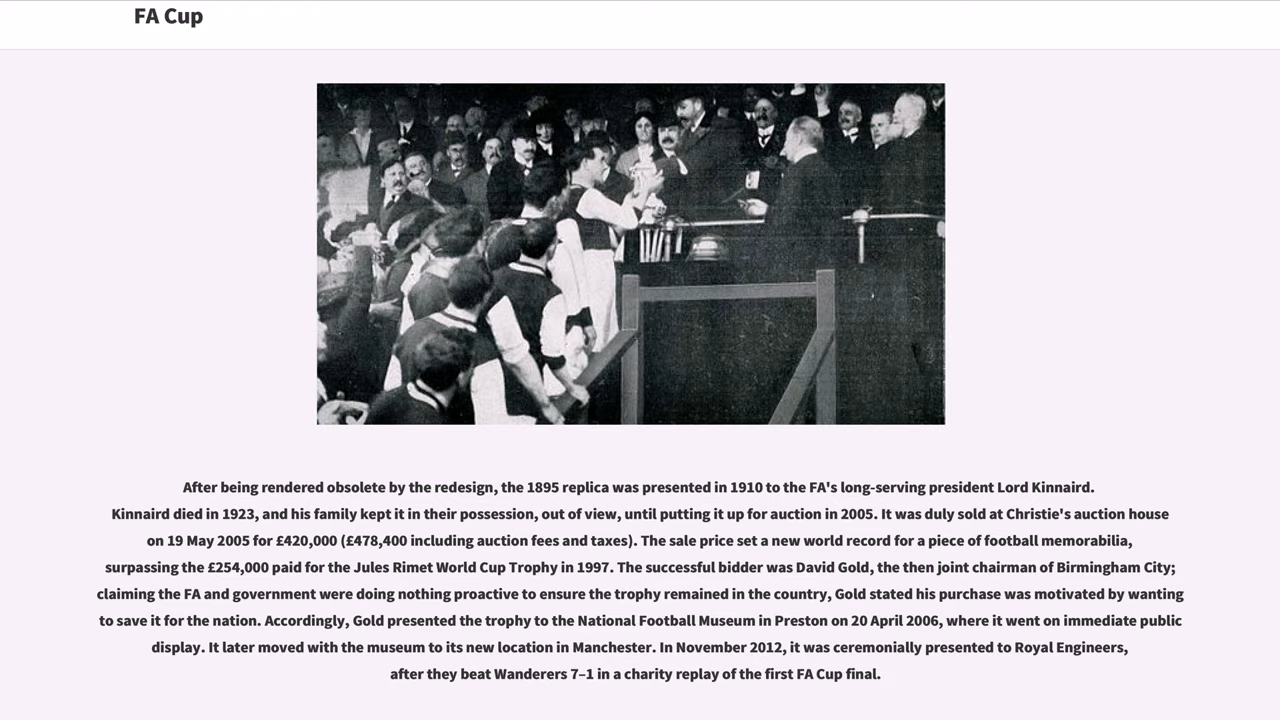 FA Cup
After being rendered obsolete by the redesign, the 1895 replica was presented in 1910 to the FA's long-serving president Lord Kinnaird.
Kinnaird died in 1923, and his family kept it in their possession, out of view, until putting it up for auction in 2005. It was duly sold at Christie's auction house
on 19 May 2005 for £420,000 (£478,400 including auction fees and taxes). The sale price set a new world record for a piece of football memorabilia,
surpassing the £254,000 paid for the Jules Rimet World Cup Trophy in 1997. The successful bidder was David Gold, the then joint chairman of Birmingham City;
claiming the FA and government were doing nothing proactive to ensure the trophy remained in the country, Gold stated his purchase was motivated by wanting
to save it for the nation. Accordingly, Gold presented the trophy to the National Football Museum in Preston on 20 April 2006, where it went on immediate public
display. It later moved with the museum to its new location in Manchester. In November 2012, it was ceremonially presented to Royal Engineers,
after they beat Wanderers 7–1 in a charity replay of the first FA Cup final.